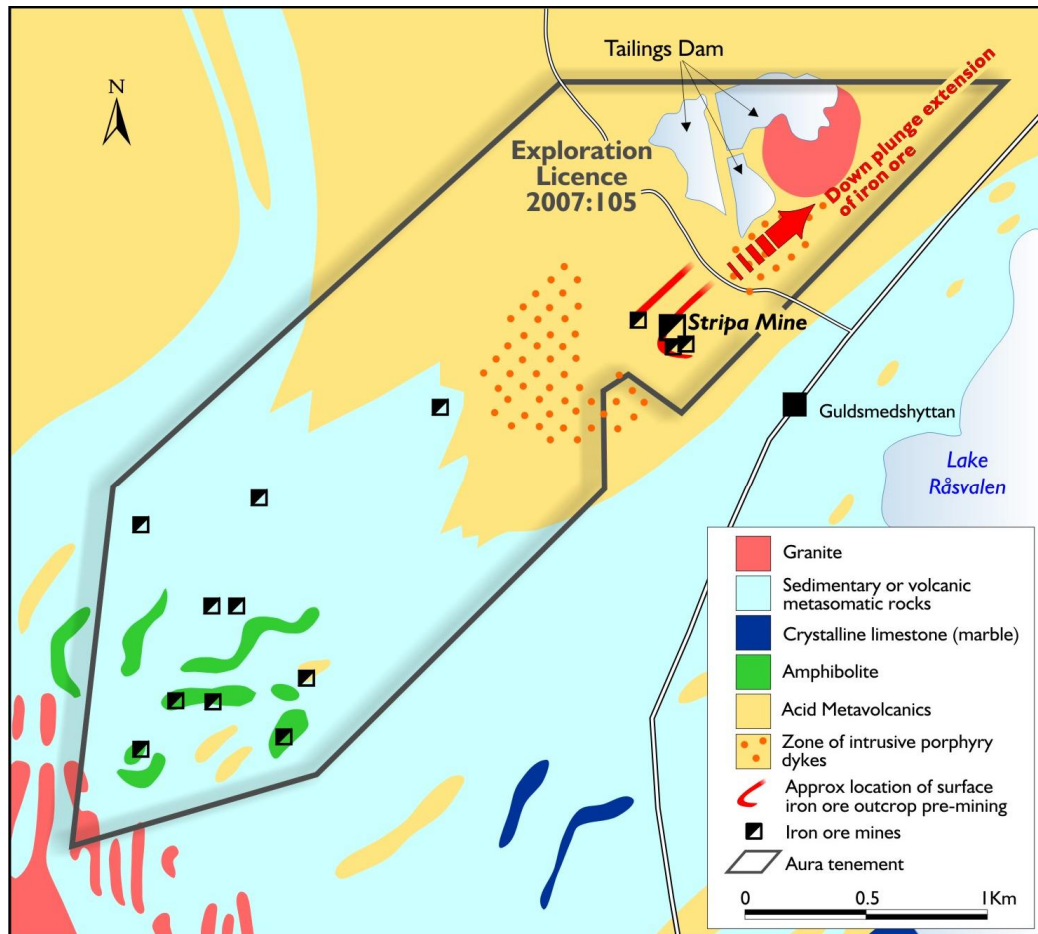 Tailings Dam
N
Exploration
Licence
2007:105
Down plunge extension
of iron ore
Stripa Mine
Guldsmedshyttan
Lake
Råsvalen
Granite
Sedimentary or volcanic
metasomatic rocks
Crystalline limestone (marble)
Amphibolite
Acid Metavolcanics
Zone of intrusive porphyry
dykes
Approx location of surface
iron ore outcrop pre-mining
Iron ore mines
Aura tenement
0 0.5 1Km